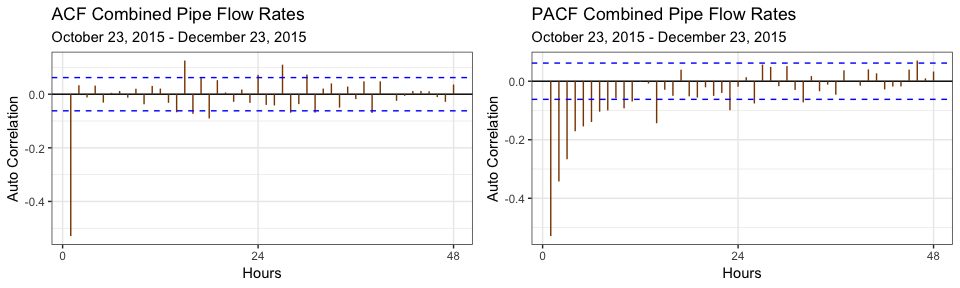 ACF Combined Pipe Flow Rates
October 23, 2015 - December 23, 2015
Auto Correlation
0.0
-0.2
-0.4
0
24
48
Hours
PACF Combined Pipe Flow Rates
October 23, 2015 - December 23, 2015
Auto Correlation
0.0
-0.2
-0.4
0
24
48
Hours